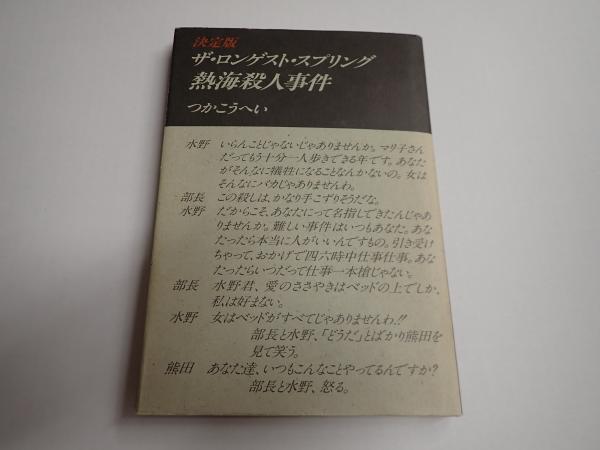 決定版
ザ・ロンゲスト・スプリング
熱海殺人事件
つかこうへい
水野 いらんことじゃないじゃありませんか。マリ子さん
だってもう十分一人歩きできる年です。あなた
がそんなに犠牲になることなんかないの。女は
そんなにバカじゃありませんわ。
部長 この殺しは、かなり手こずりそうだな。
水野 だからこそ、あなたにって名指しできたんじゃあ
りませんか。難しい事件はいつもあなた。あな
たったら本当に人がいいんですもの。引き受け
ちゃって、おかげで四六時中仕事仕事。あな
たったらいつだって仕事一本槍じゃない。
部長 水野君、愛のささやきはベッドの上でしか、
私は好まない。
水野 女はベッドがすべてじゃありませんわ!!
部長と水野、「どうだ」とばかり熊田を
見て笑う。
熊田 あなた達、いつもこんなことやってるんですか?
部長と水野、怒る。